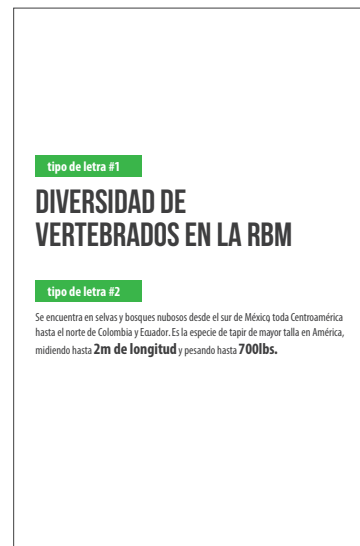 tipo de letra #1
DIVERSIDAD DE
VERTEBRADOS EN LA RBM
tipo de letra #2
Se encuentra en selvas y bosques nubosos desde el sur de México, toda Centroamérica
hasta el norte de Colombia y Ecuador. Es la especie de tapir de mayor talla en América,
midiendo hasta 2m de longitud y pesando hasta 700lbs.